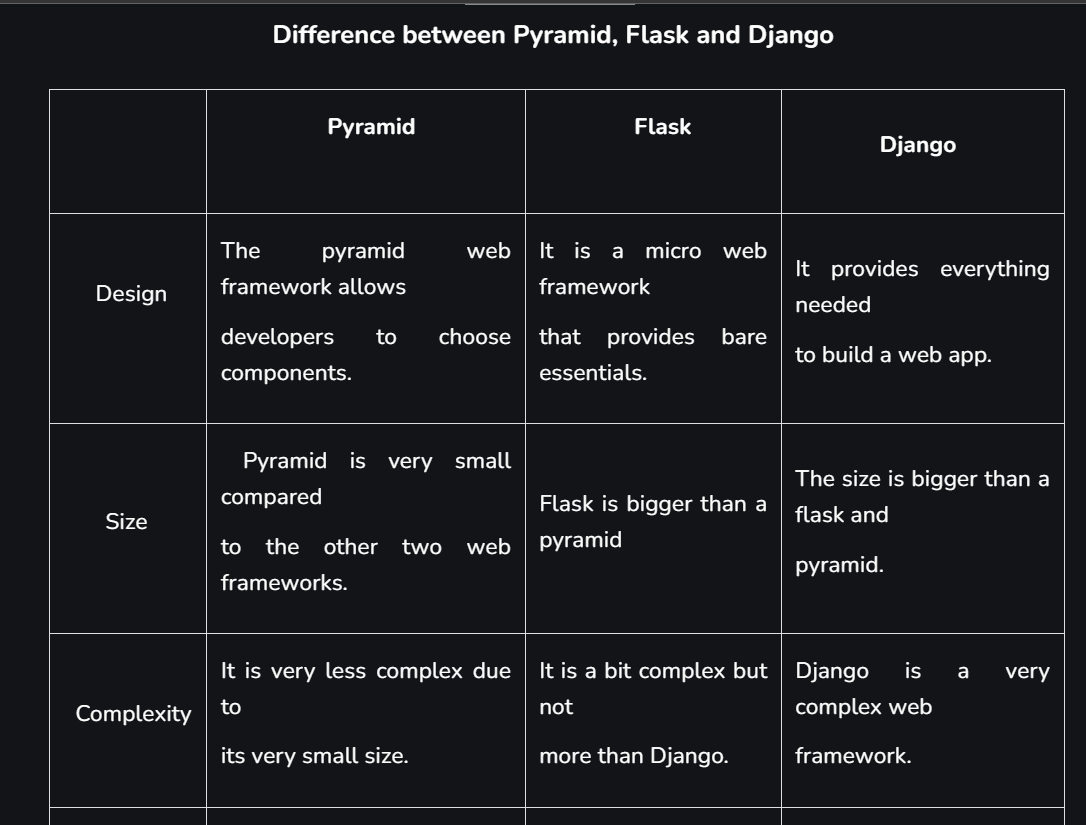 Difference between Pyramid, Flask and Django
Pyramid
Flask
Django
Design
The pyramid web
framework allows
developers to choose
components.
It is a micro web
framework
that provides bare
essentials.
It provides everything
needed
to build a web app.
Size
Pyramid is very small
compared
to the other two web
frameworks.
Flask is bigger than a
pyramid
The size is bigger than a
flask and
pyramid.
Complexity
It is very less complex due
to
its very small size.
It is a bit complex but
not
more than Django.
Django is a very
complex web
framework.